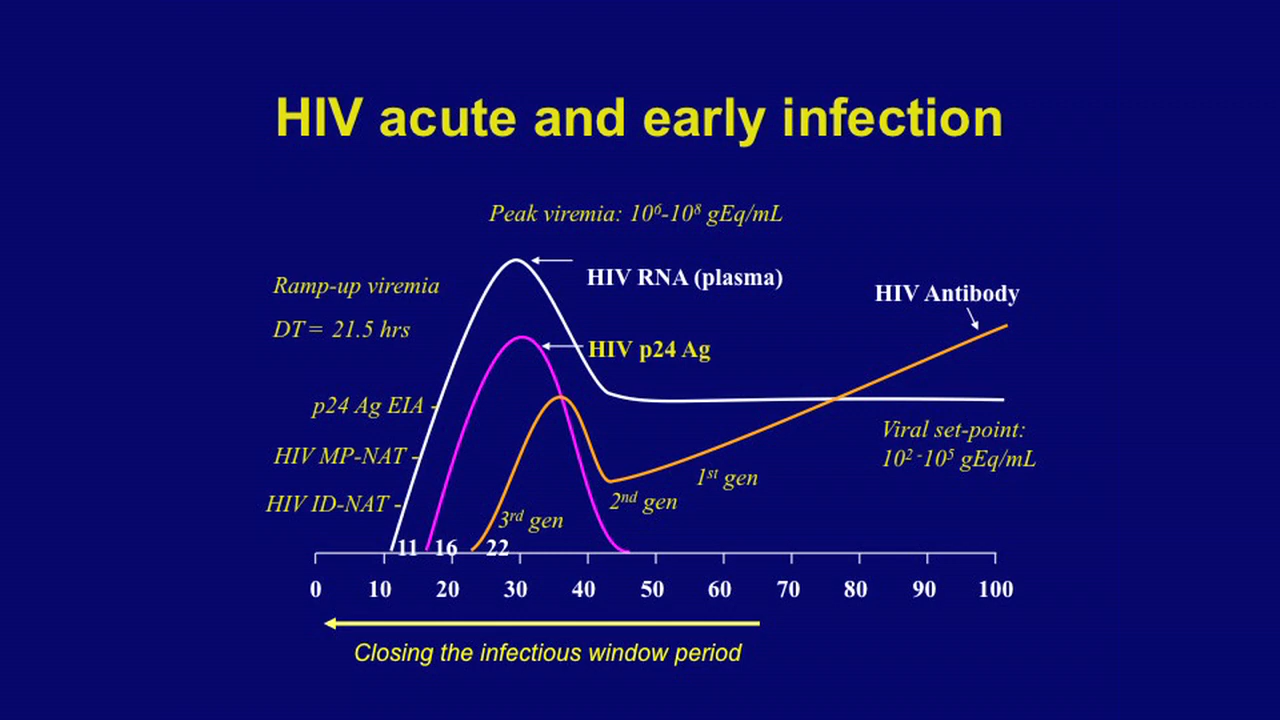 HIV acute and early infection
Peak viremia: 10⁶-10⁸ gEq/mL
Ramp-up viremia
DT = 21.5 hrs
HIV RNA (plasma)
HIV Antibody
HIV p24 Ag
p24 Ag EIA -
HIV MP-NAT -
HIV ID-NAT -
Viral set-point:
10² -10⁵ gEq/mL
1st gen
2nd gen
3rd gen
11 16 22
0 10 20 30 40 50 60 70 80 90 100
Closing the infectious window period